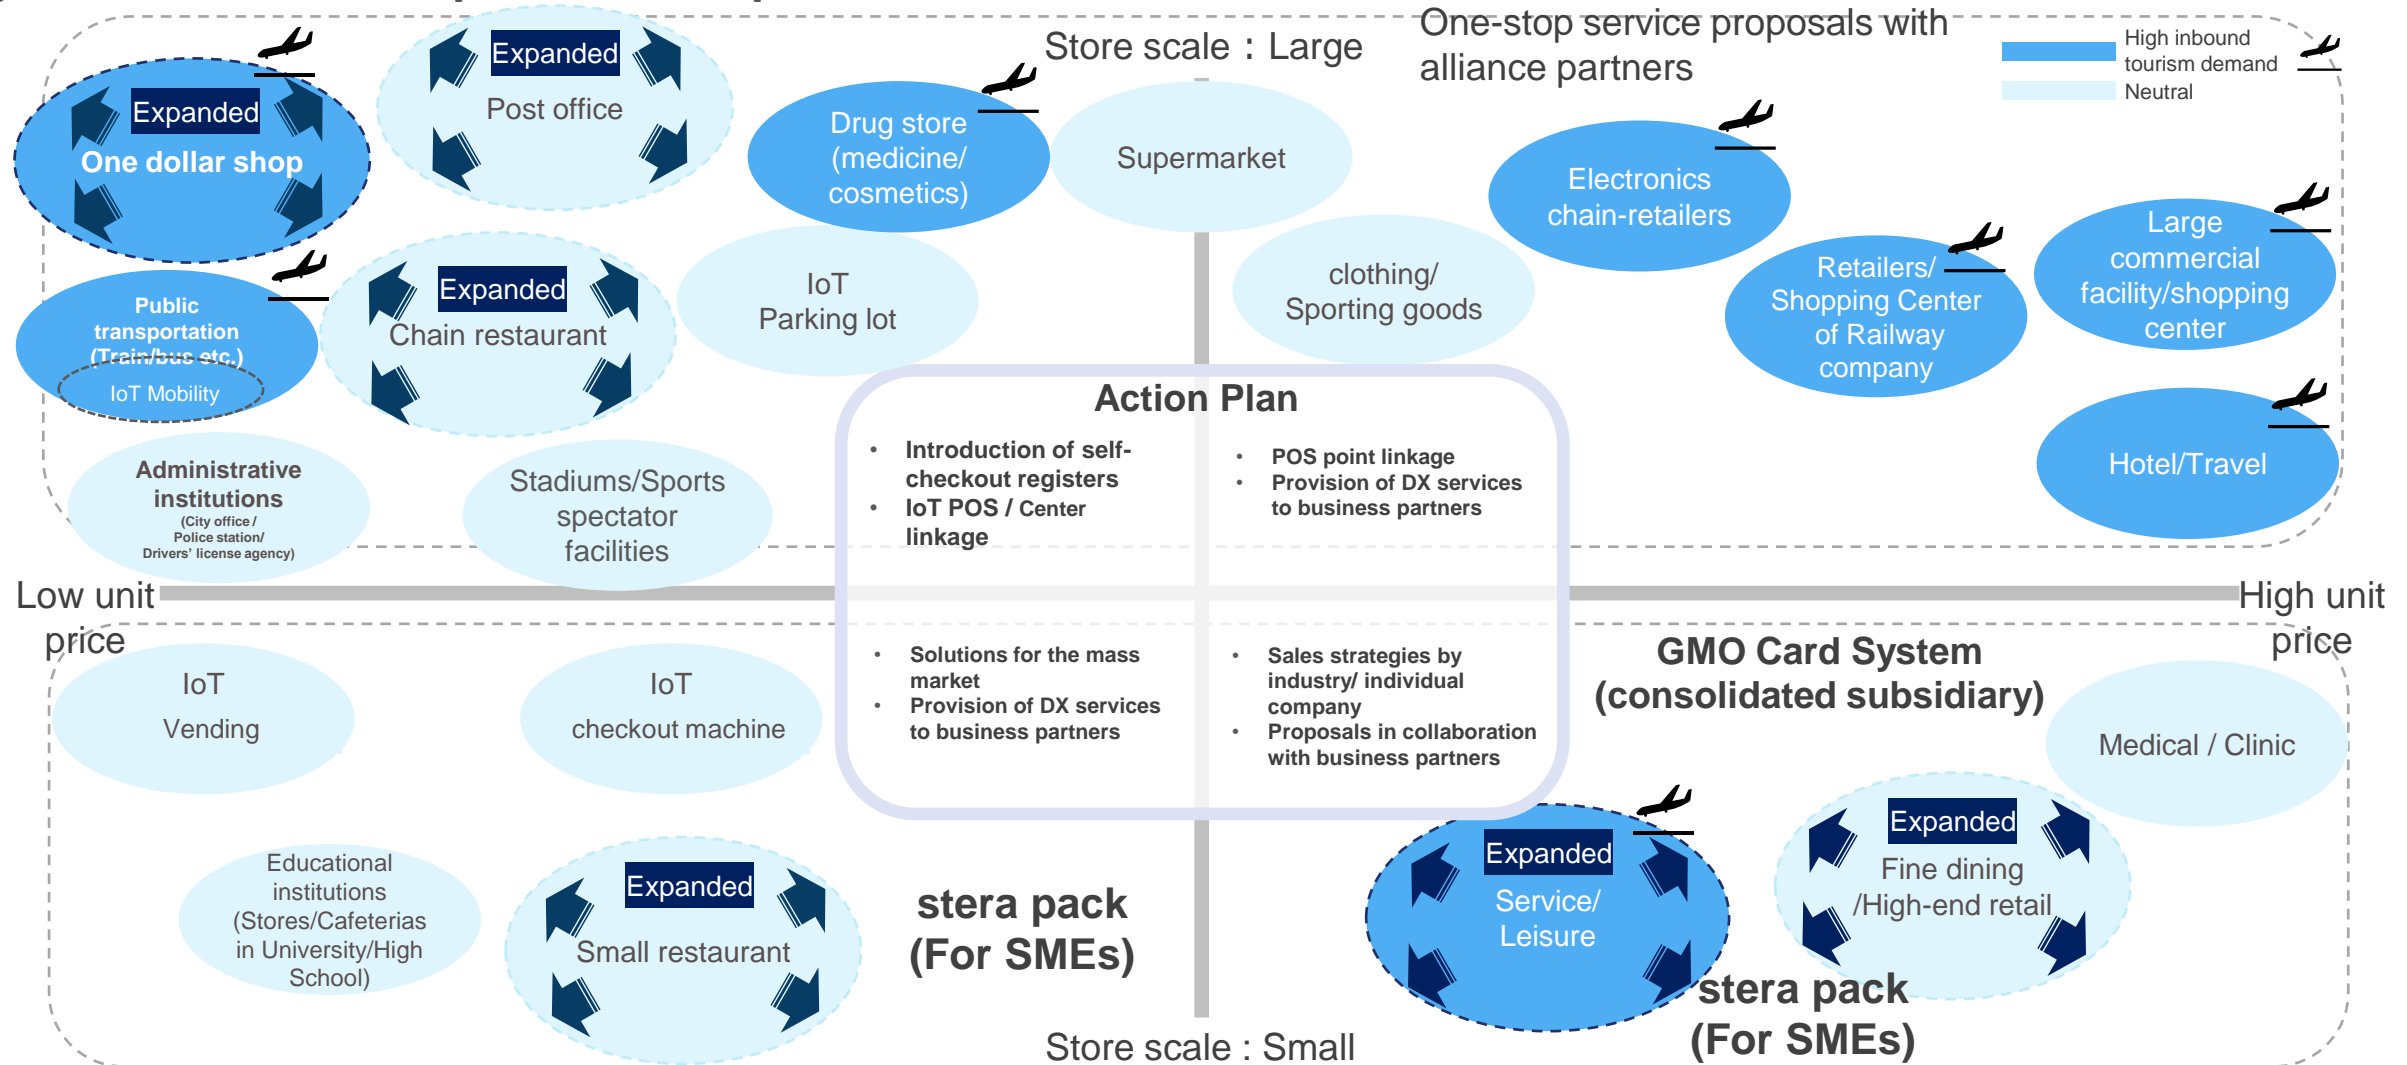 Store scale : Large
One-stop service proposals with
alliance partners
High inbound
tourism demand
Neutral
Expanded
One dollar shop
Expanded
Post office
Drug store
(medicine/
cosmetics)
Supermarket
Electronics
chain-retailers
Large
commercial
facility/shopping
center
Retailers/
Shopping Center
of Railway
company
clothing/
Sporting goods
IoT
Parking lot
Expanded
Chain restaurant
Public
transportation
(Train/bus etc.)
IoT Mobility
Hotel/Travel
Administrative
institutions
(City office /
Police station/
Drivers’ license agency)
Stadiums/Sports
spectator
facilities
Action Plan
• Introduction of self-
checkout registers
• IoT POS / Center
linkage
• POS point linkage
• Provision of DX services
to business partners
Low unit
price
High unit
price
• Solutions for the mass
market
• Provision of DX services
to business partners
• Sales strategies by
industry/ individual
company
• Proposals in collaboration
with business partners
GMO Card System
(consolidated subsidiary)
IoT
Vending
IoT
checkout machine
Medical / Clinic
Educational
institutions
(Stores/Cafeterias
in University/High
School)
Expanded
Small restaurant
stera pack
(For SMEs)
Expanded
Service/
Leisure
Expanded
Fine dining
/High-end retail
stera pack
(For SMEs)
Store scale : Small